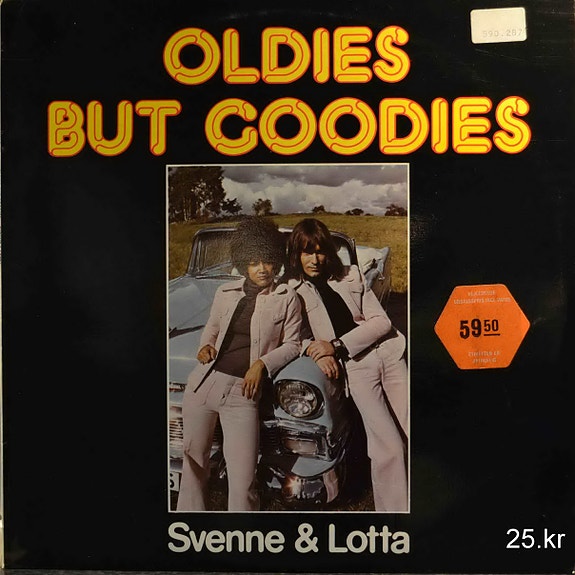 OLDIES
BUT GOODIES
59 50
Svenne & Lotta
25.kr